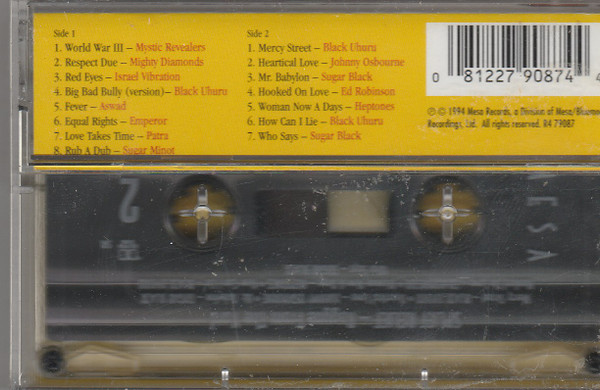 Side 1
1. World War III – Mystic Revealers
2. Respect Due – Mighty Diamonds
3. Red Eyes – Israel Vibration
4. Big Bad Bully (version)– Black Uhuru
5. Fever – Aswad
6. Equal Rights – Emperor
7. Love Takes Time – Patra
8. Rub A Dub – Sugar Minot
Side 2
1. Mercy Street – Black Uhuru
2. Heartical Love – Johnny Osbourne
3. Mr. Babylon – Sugar Black
4. Hooked On Love – Ed Robinson
5. Woman Now A Days – Heptones
6. How Can I Lie – Black Uhuru
7. Who Says – Sugar Black
0 81227 90874 4
℗ © 1994 Mesa Records, a Division of Mesa/Bluemoon
Recordings, Ltd. All rights reserved. R4 79087
2
ESA